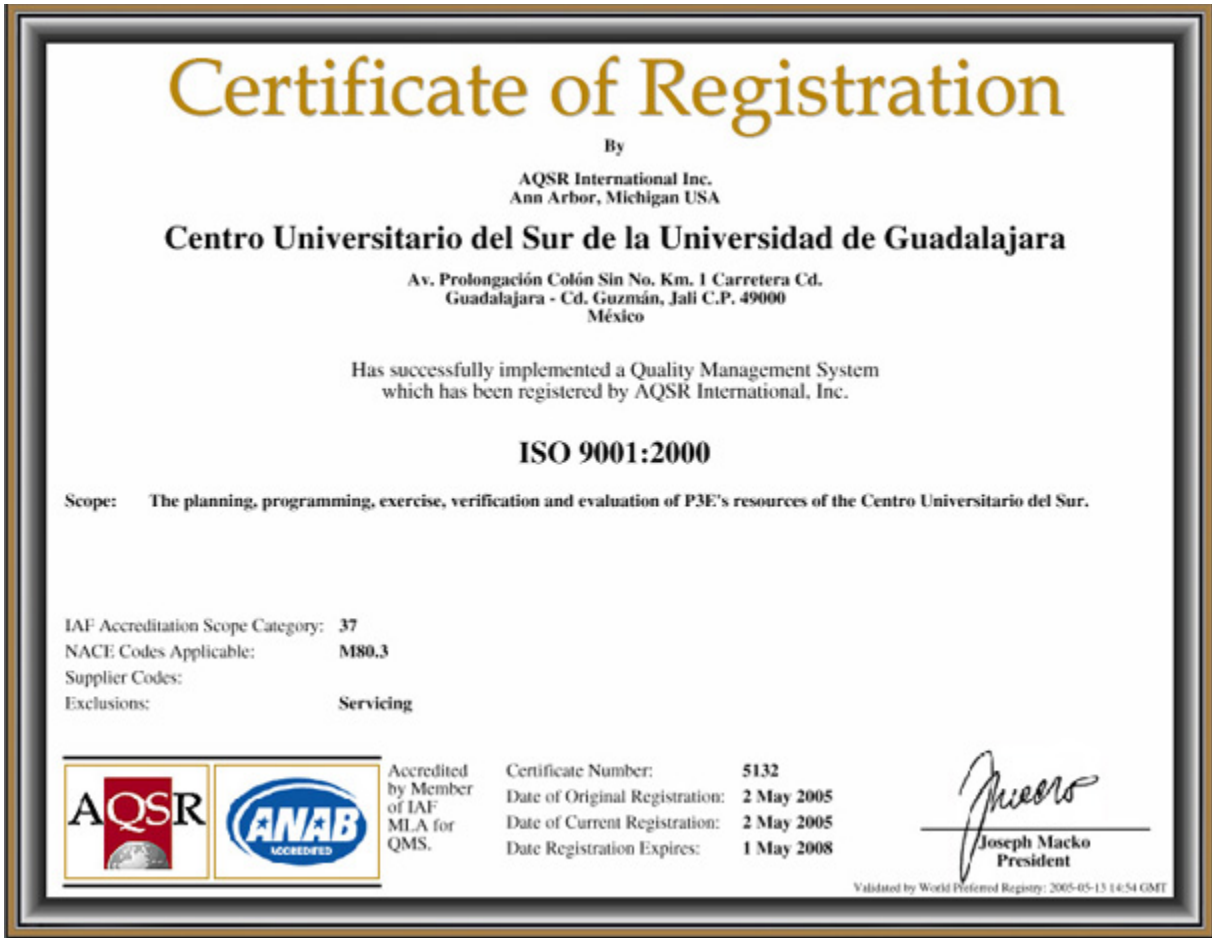 Certificate of Registration
By
AQSR International Inc.
Ann Arbor, Michigan USA
Centro Universitario del Sur de la Universidad de Guadalajara
Av. Prolongación Colón Sin No. Km. 1 Carretera Cd.
Guadalajara - Cd. Guzmán, Jali C.P. 49000
México
Has successfully implemented a Quality Management System
which has been registered by AQSR International, Inc.
ISO 9001:2000
Scope: The planning, programming, exercise, verification and evaluation of P3E's resources of the Centro Universitario del Sur.
IAF Accreditation Scope Category: 37
NACE Codes Applicable: M80.3
Supplier Codes:
Exclusions: Servicing
AQSR
ANAB
ACCREDITED
Accredited
by Member
of IAF
MLA for
QMS.
Certificate Number: 5132
Date of Original Registration: 2 May 2005
Date of Current Registration: 2 May 2005
Date Registration Expires: 1 May 2008
Joseph Macko
President
Validated by World Preferred Registry: 2005-05-13 14:54 GMT